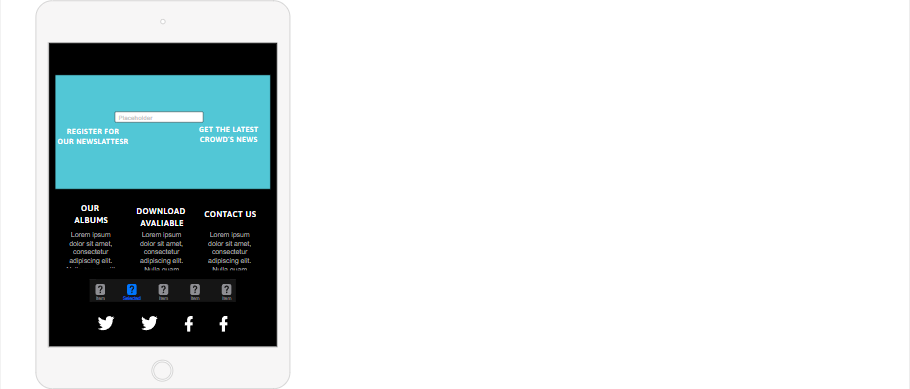 Placeholder
REGISTER FOR
OUR NEWSLATTESR
GET THE LATEST
CROWD'S NEWS
OUR
ALBUMS
Lorem ipsum
dolor sit amet,
consectetur
adipiscing elit.
DOWNLOAD
AVALIABLE
Lorem ipsum
dolor sit amet,
consectetur
adipiscing elit.
Nulla quam
CONTACT US
Lorem ipsum
dolor sit amet,
consectetur
adipiscing elit.
Nulla quam
Item
Selected
Item
Item
Item